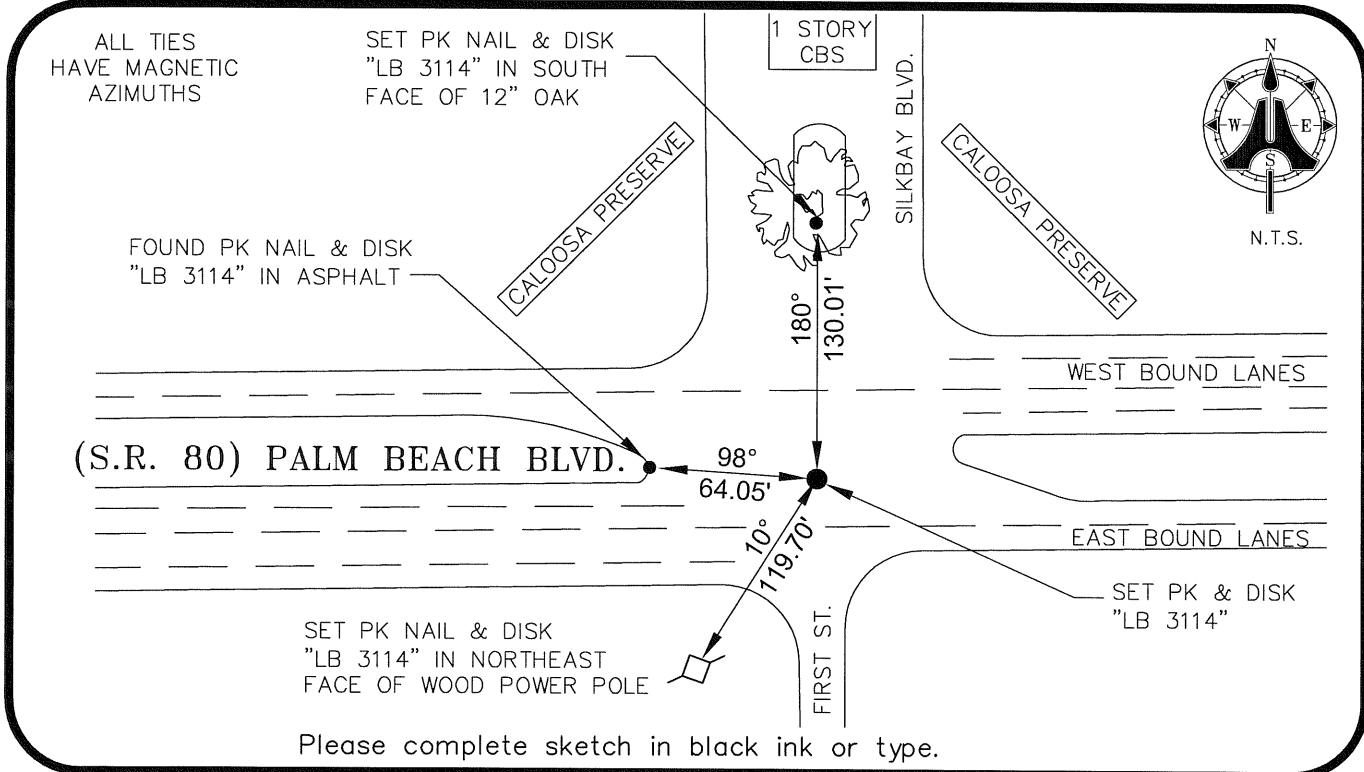 ALL TIES
HAVE MAGNETIC
AZIMUTHS
SET PK NAIL & DISK
"LB 3114" IN SOUTH
FACE OF 12" OAK
1 STORY
CBS
SILKBAY BLVD.
N
W
E
S
N.T.S.
CALOOSA PRESERVE
CALOOSA PRESERVE
FOUND PK NAIL & DISK
"LB 3114" IN ASPHALT
180°
130.01'
WEST BOUND LANES
(S.R. 80) PALM BEACH BLVD.
98°
64.05'
10°
119.70'
EAST BOUND LANES
SET PK & DISK
"LB 3114"
SET PK NAIL & DISK
"LB 3114" IN NORTHEAST
FACE OF WOOD POWER POLE
FIRST ST.
Please complete sketch in black ink or type.